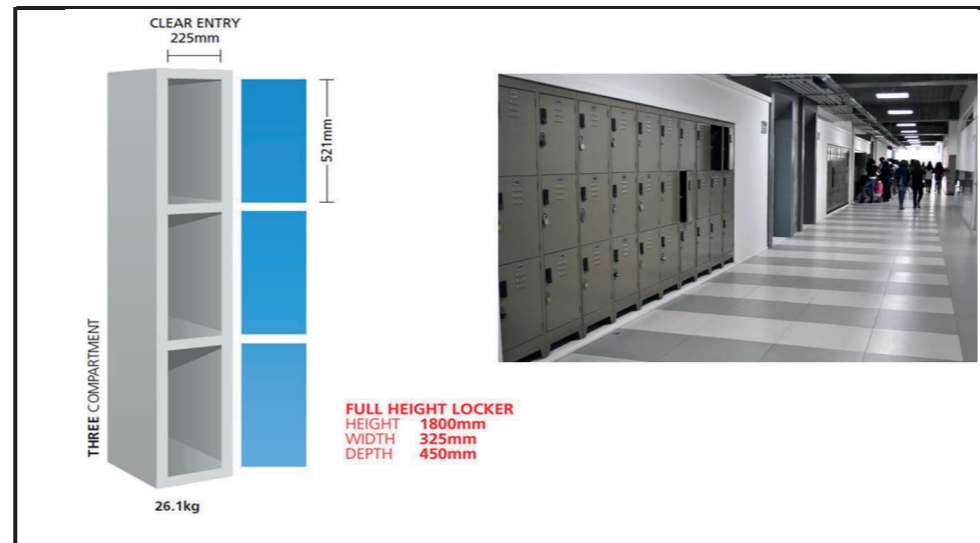 CLEAR ENTRY
225mm
521mm
THREE COMPARTMENT
FULL HEIGHT LOCKER
HEIGHT 1800mm
WIDTH 325mm
DEPTH 450mm
26.1kg